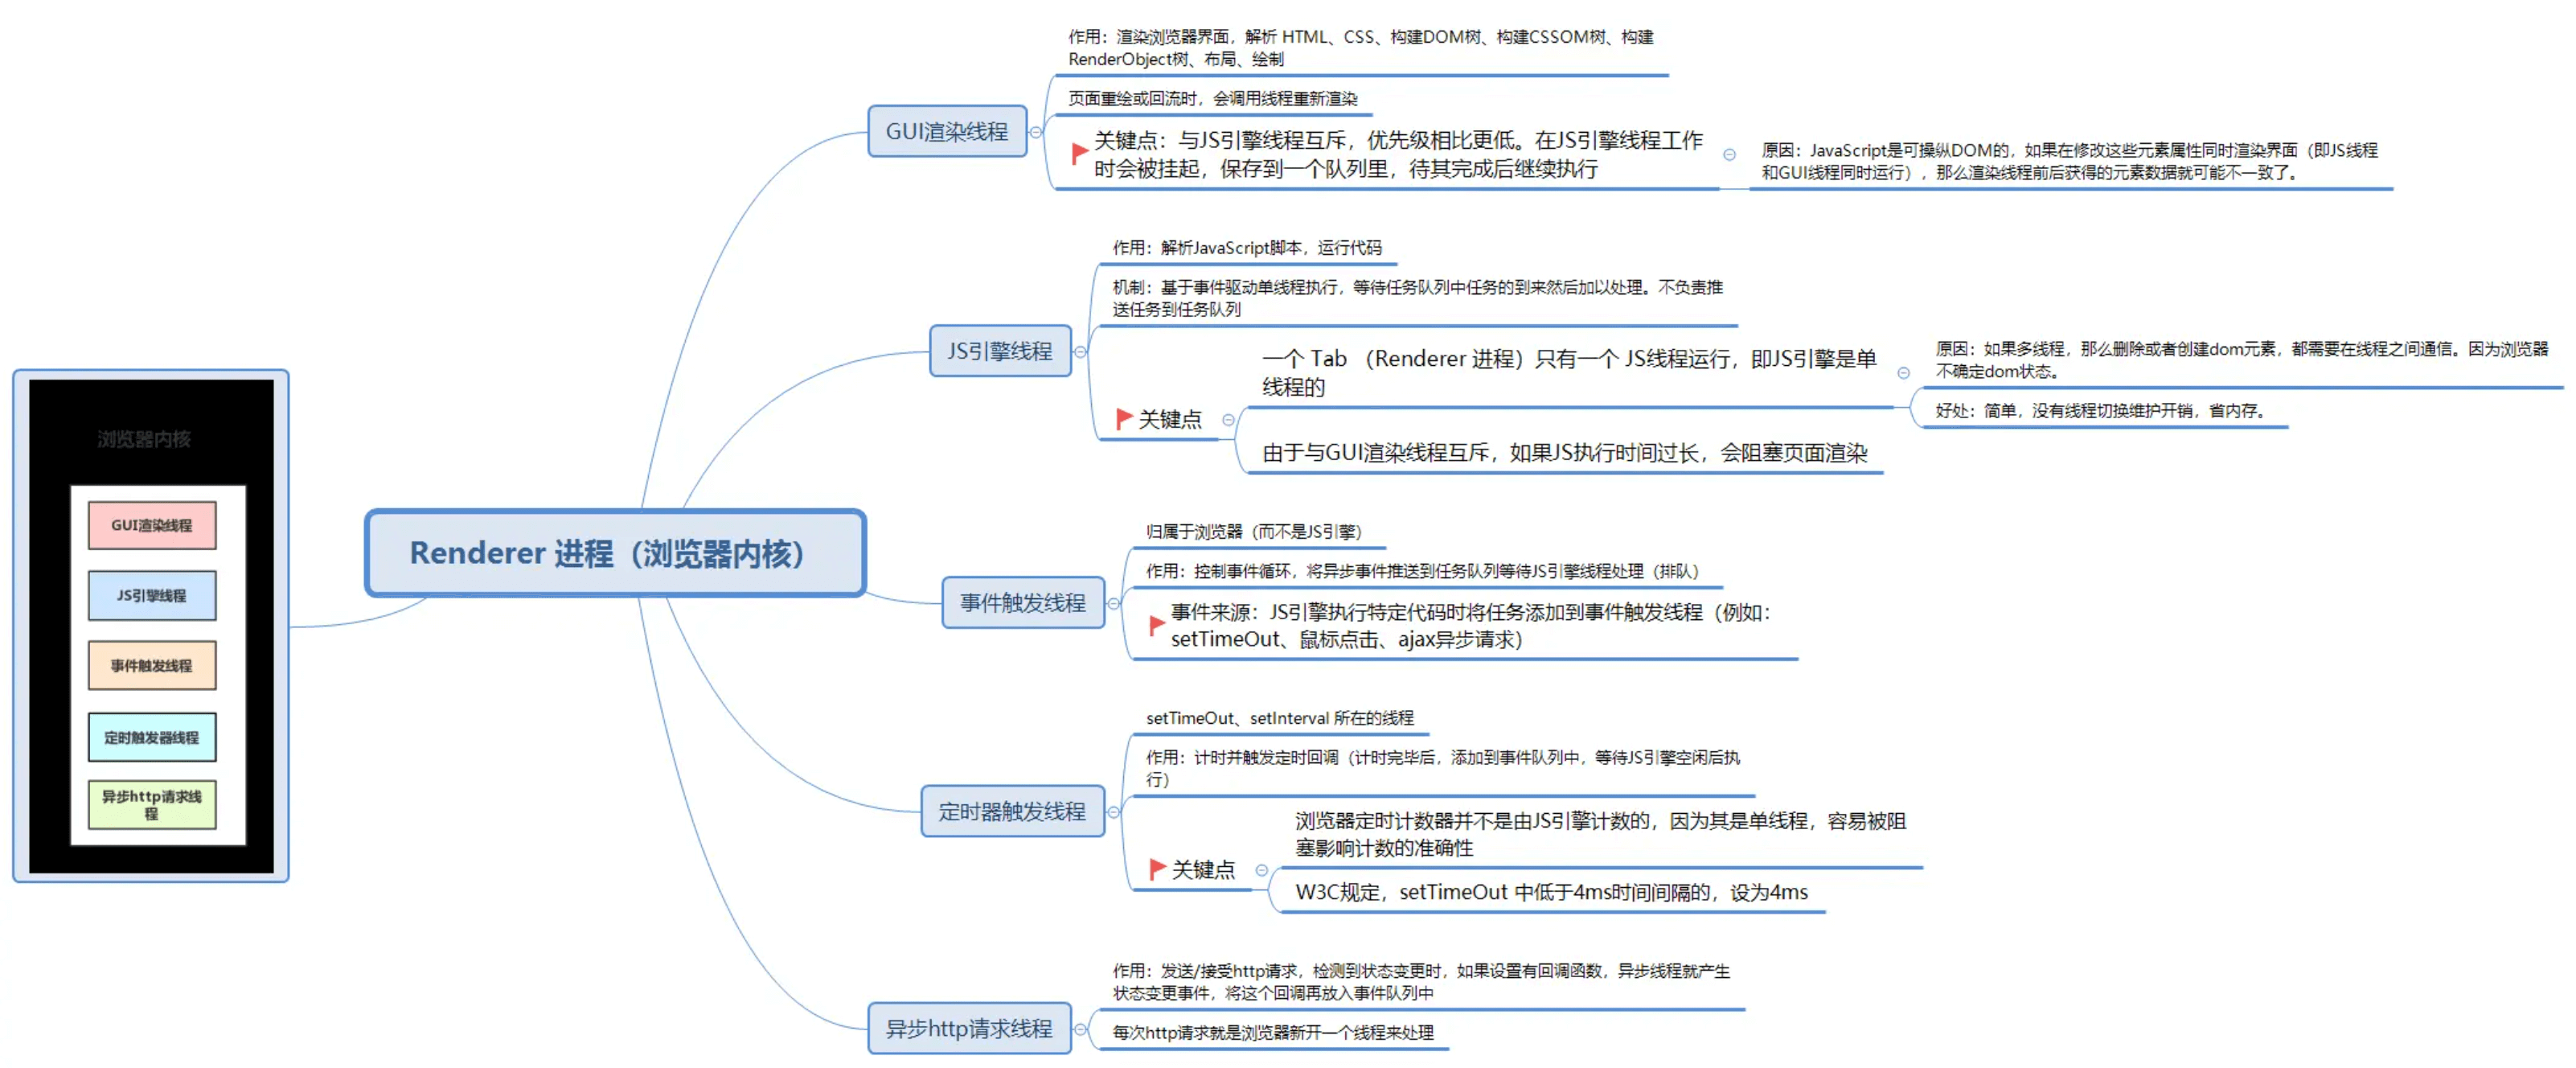 作用：渲染浏览器界面，解析 HTML、CSS、构建DOM树、构建CSSOM树、构建
RenderObject树、布局、绘制
页面重绘或回流时，会调用线程重新渲染
GUI渲染线程
关键点：与JS引擎线程互斥，优先级相比更低。在JS引擎线程工作
时会被挂起，保存到一个队列里，待其完成后继续执行
原因：JavaScript是可操纵DOM的，如果在修改这些元素属性同时渲染界面（即JS线程
和GUI线程同时运行），那么渲染线程前后获得的元素数据就可能不一致了。
作用：解析JavaScript脚本，运行代码
机制：基于事件驱动单线程执行，等待任务队列中任务的到来然后加以处理。不负责推
送任务到任务队列
JS引擎线程
关键点
一个 Tab （Renderer 进程）只有一个 JS线程运行，即JS引擎是单
线程的
原因：如果多线程，那么删除或者创建dom元素，都需要在线程之间通信。因为浏览器
不确定dom状态。
好处：简单，没有线程切换维护开销，省内存。
由于与GUI渲染线程互斥，如果JS执行时间过长，会阻塞页面渲染
浏览器内核
GUI渲染线程
JS引擎线程
事件触发线程
定时触发器线程
异步http请求线
程
Renderer 进程（浏览器内核）
归属于浏览器（而不是JS引擎）
作用：控制事件循环，将异步事件推送到任务队列等待JS引擎线程处理（排队）
事件触发线程
事件来源：JS引擎执行特定代码时将任务添加到事件触发线程（例如：
setTimeOut、鼠标点击、ajax异步请求）
setTimeOut、setInterval 所在的线程
作用：计时并触发定时回调（计时完毕后，添加到事件队列中，等待JS引擎空闲后执
行）
定时器触发线程
关键点
浏览器定时计数器并不是由JS引擎计数的，因为其是单线程，容易被阻
塞影响计数的准确性
W3C规定，setTimeOut 中低于4ms时间间隔的，设为4ms
作用：发送/接受http请求，检测到状态变更时，如果设置有回调函数，异步线程就产生
状态变更事件，将这个回调再放入事件队列中
异步http请求线程
每次http请求就是浏览器新开一个线程来处理